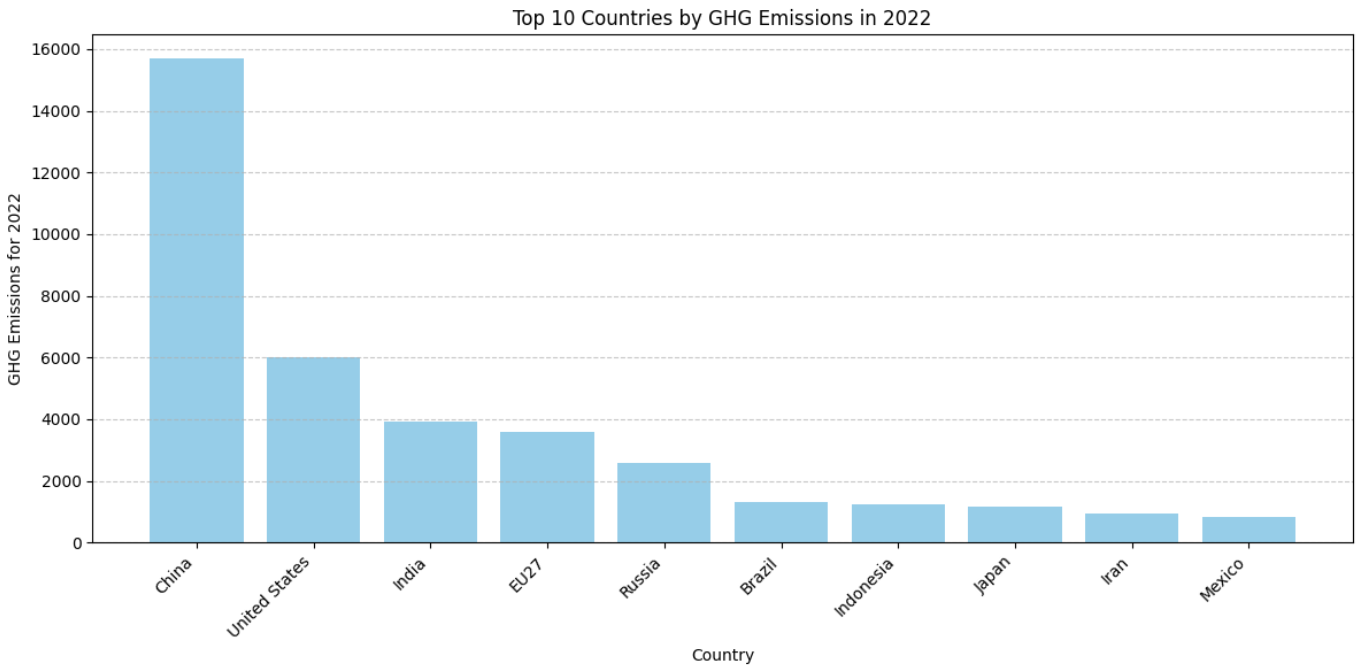 Top 10 Countries by GHG Emissions in 2022
GHG Emissions for 2022
16000
14000
12000
10000
8000
6000
4000
2000
0
China
United States
India
EU27
Russia
Brazil
Indonesia
Japan
Iran
Mexico
Country